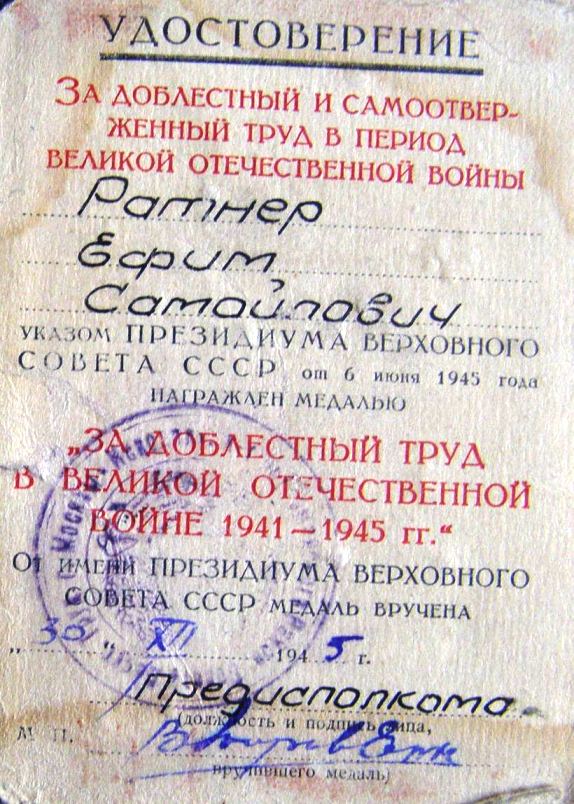 УДОСТОВЕРЕНИЕ
ЗА ДОБЛЕСТНЫЙ И САМООТВЕР-
ЖЕННЫЙ ТРУД В ПЕРИОД
ВЕЛИКОЙ ОТЕЧЕСТВЕННОЙ ВОЙНЫ
Ратнер
Ефим
Самойлович
УКАЗОМ ПРЕЗИДИУМА ВЕРХОВНОГО
СОВЕТА СССР от 6 июня 1945 года
НАГРАЖДЕН МЕДАЛЬЮ
„ЗА ДОБЛЕСТНЫЙ ТРУД
В ВЕЛИКОЙ ОТЕЧЕСТВЕННОЙ
ВОЙНЕ 1941—1945 гг.“
ОТ ИМЕНИ ПРЕЗИДИУМА ВЕРХОВНОГО
СОВЕТА СССР МЕДАЛЬ ВРУЧЕНА
„30“ XII 1945 г.
Предисполкома
(должность и подпись лица,
М. П.
вручившего медаль)